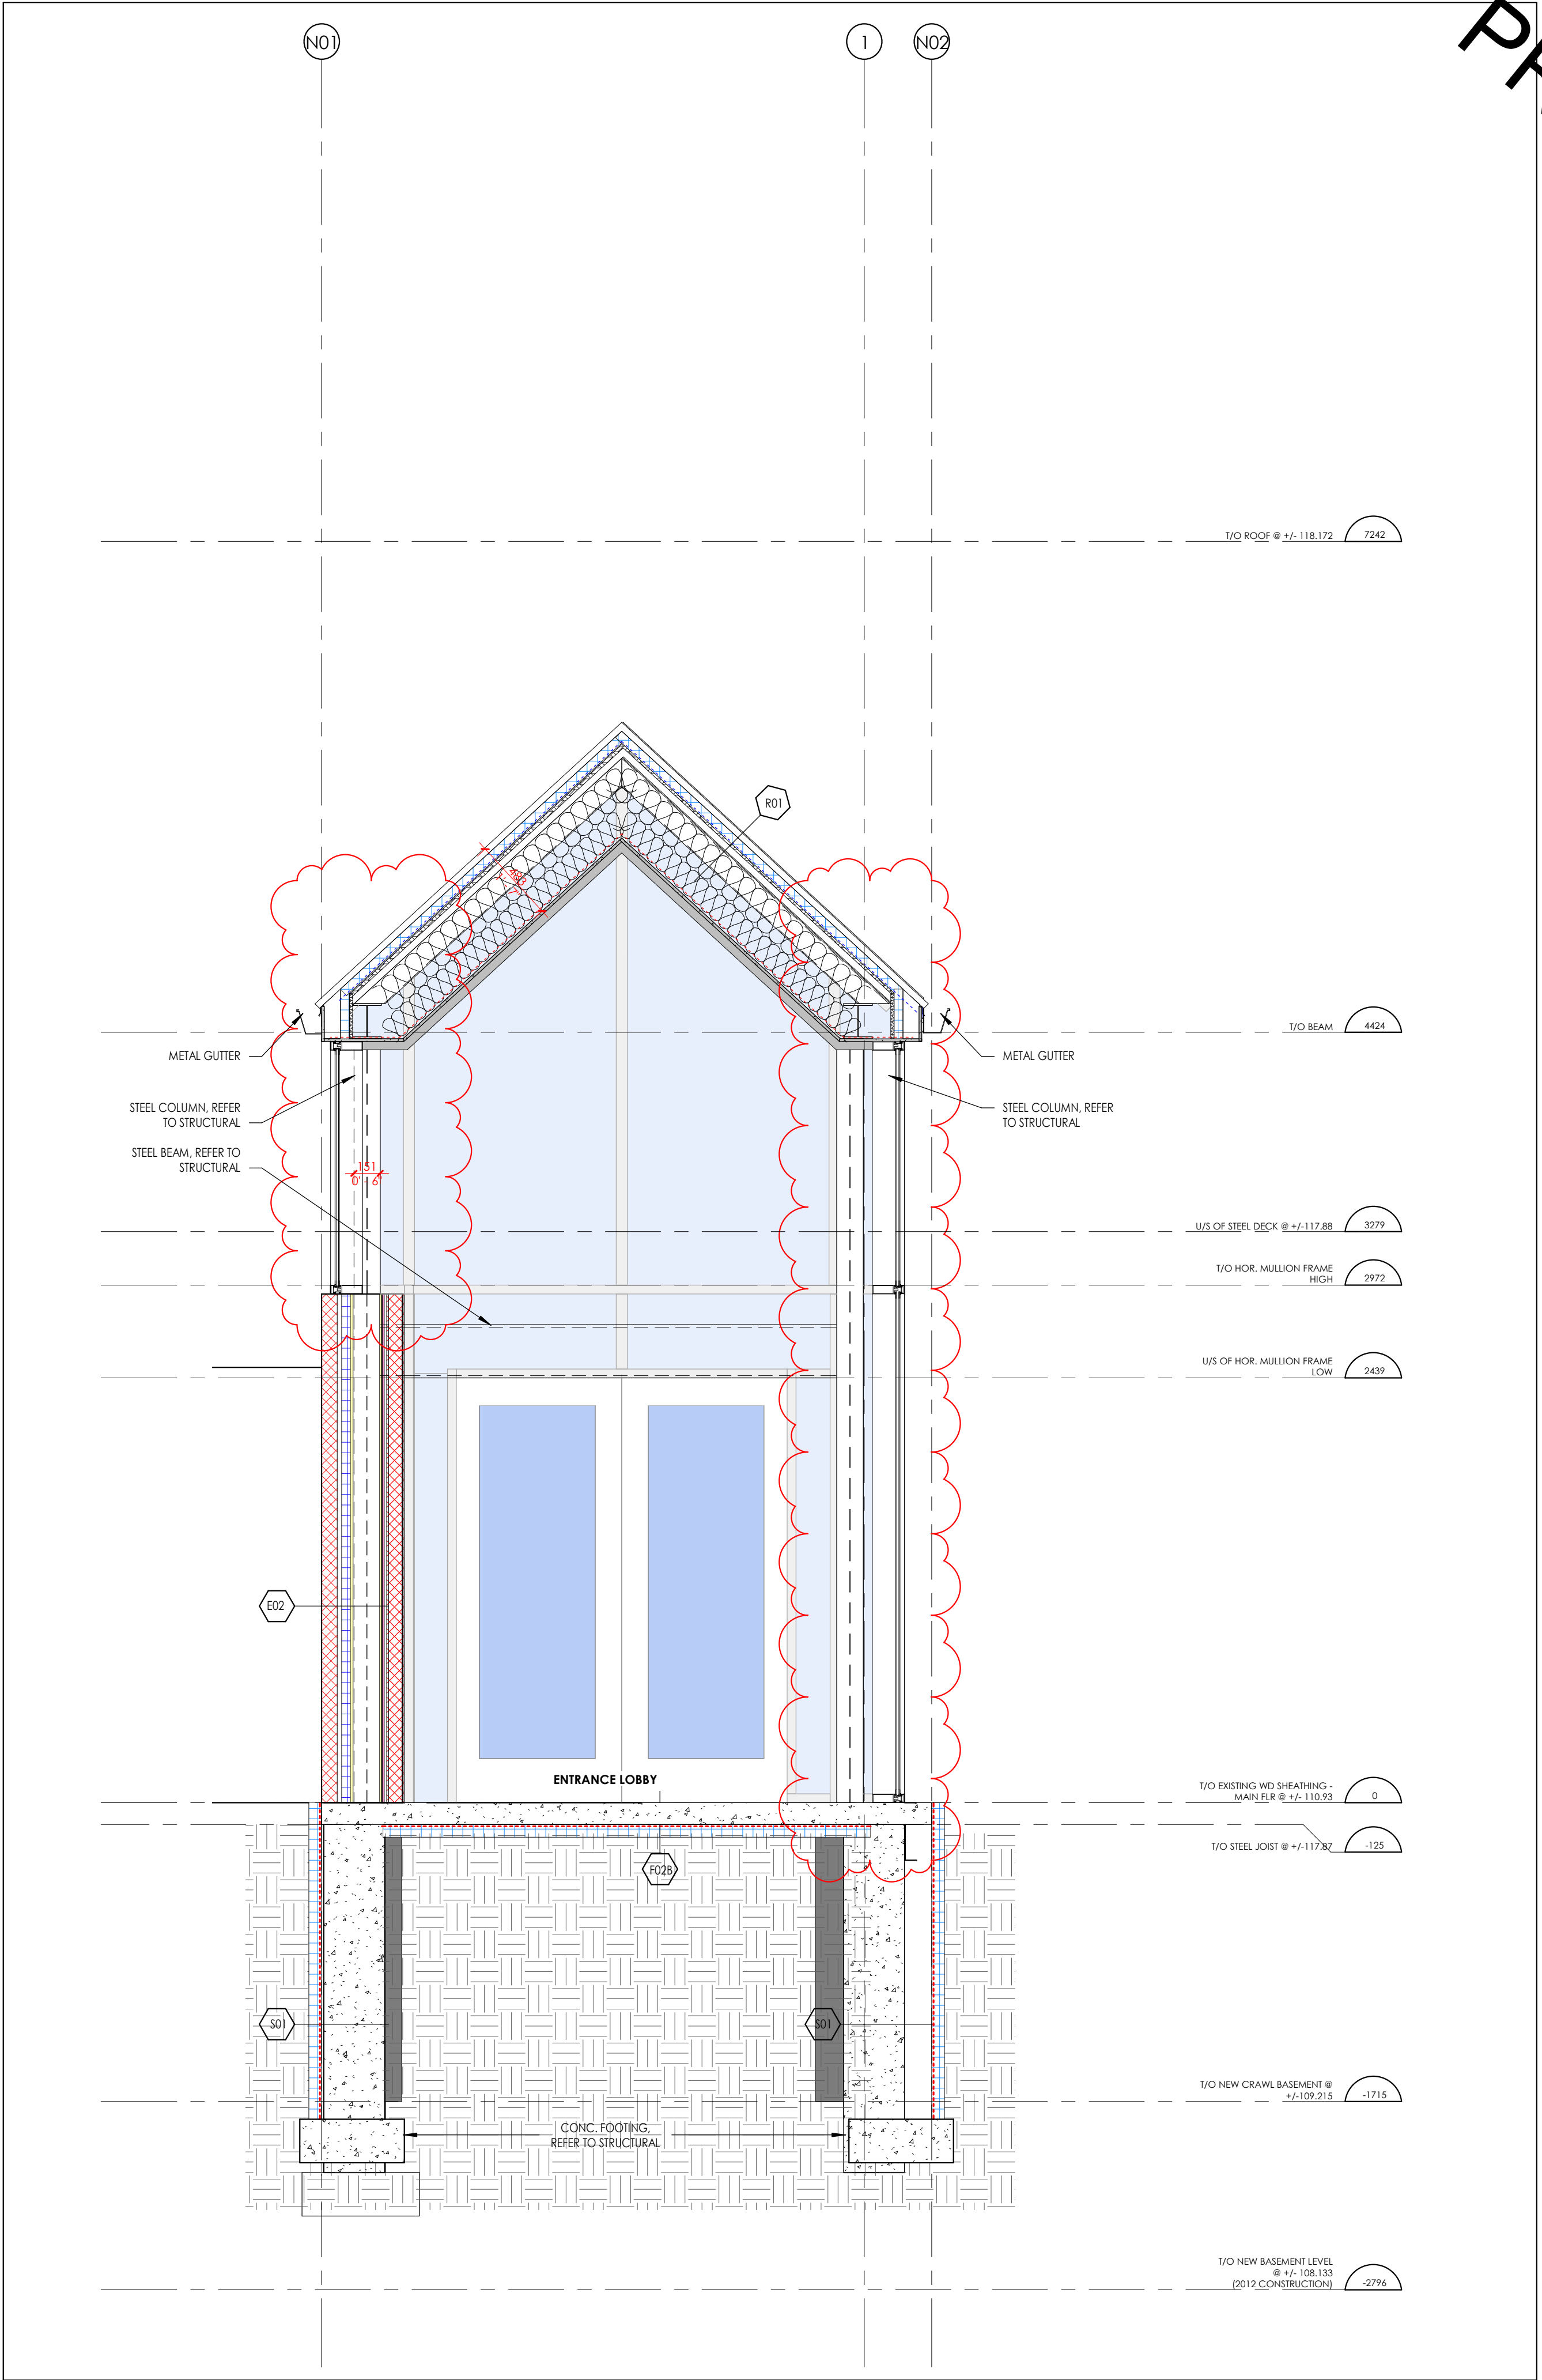 N01
1
N02
T/O ROOF @ +/- 118.172
7242
R01
483
T/O BEAM
4424
METAL GUTTER
METAL GUTTER
STEEL COLUMN, REFER
TO STRUCTURAL
STEEL COLUMN, REFER
TO STRUCTURAL
STEEL BEAM, REFER TO
STRUCTURAL
151
0' - 6"
U/S OF STEEL DECK @ +/-117.88
3279
T/O HOR. MULLION FRAME
HIGH
2972
U/S OF HOR. MULLION FRAME
LOW
2439
E02
ENTRANCE LOBBY
T/O EXISTING WD SHEATHING -
MAIN FLR @ +/- 110.93
0
T/O STEEL JOIST @ +/-117.87
-125
F02B
S01
S01
T/O NEW CRAWL BASEMENT @
+/-109.215
-1715
CONC. FOOTING,
REFER TO STRUCTURAL
T/O NEW BASEMENT LEVEL
@ +/- 108.133
(2012 CONSTRUCTION)
-2796